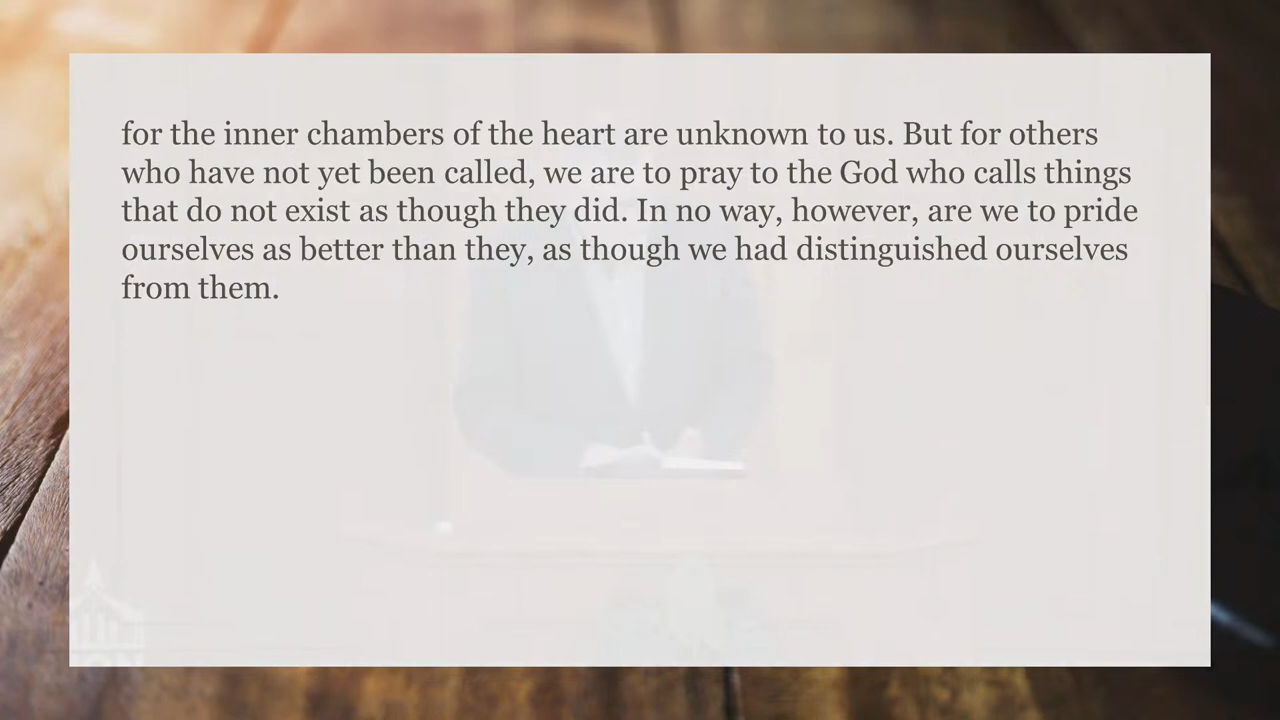 for the inner chambers of the heart are unknown to us. But for others
who have not yet been called, we are to pray to the God who calls things
that do not exist as though they did. In no way, however, are we to pride
ourselves as better than they, as though we had distinguished ourselves
from them.